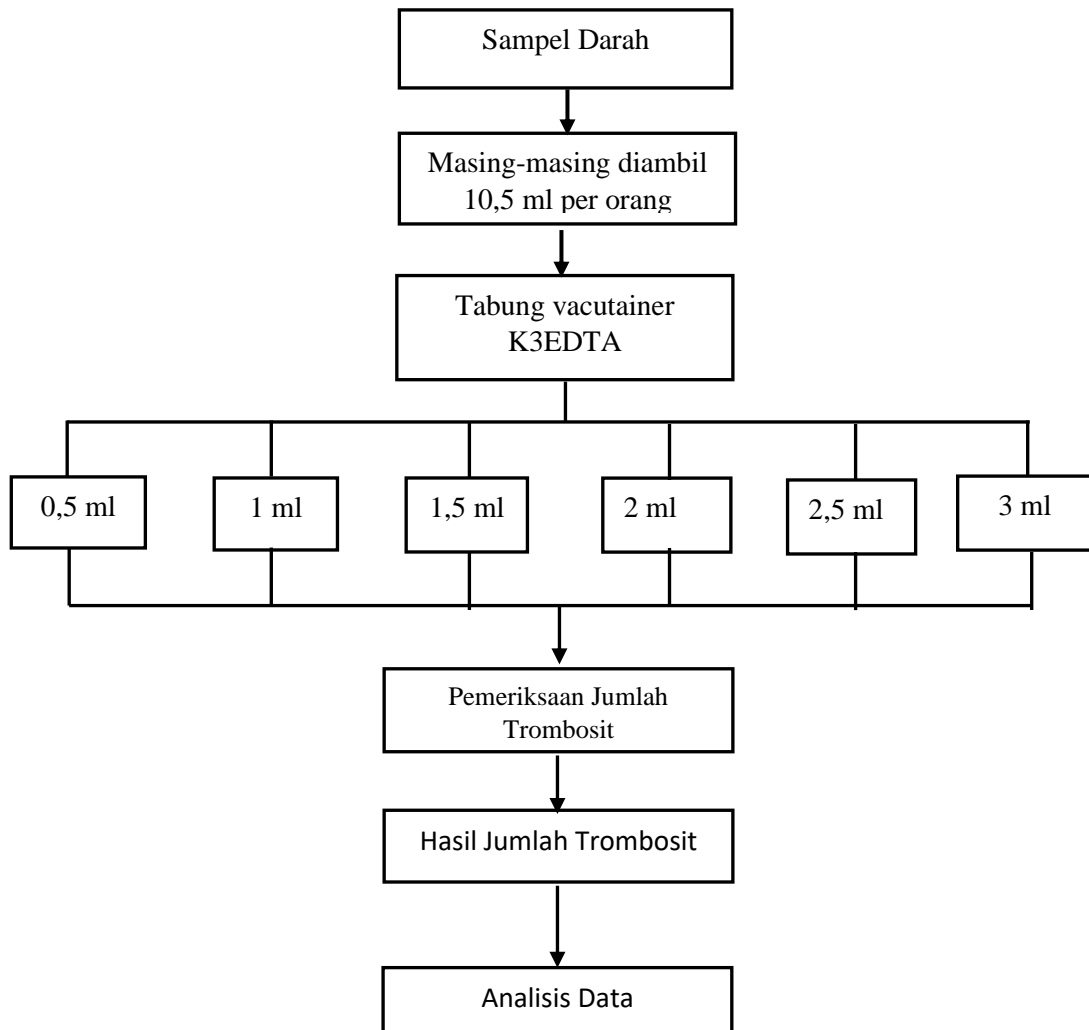 Sampel Darah
Masing-masing diambil
10,5 ml per orang
Tabung vacutainer
K3EDTA
0,5 ml
1 ml
1,5 ml
2 ml
2,5 ml
3 ml
Pemeriksaan Jumlah
Trombosit
Hasil Jumlah Trombosit
Analisis Data